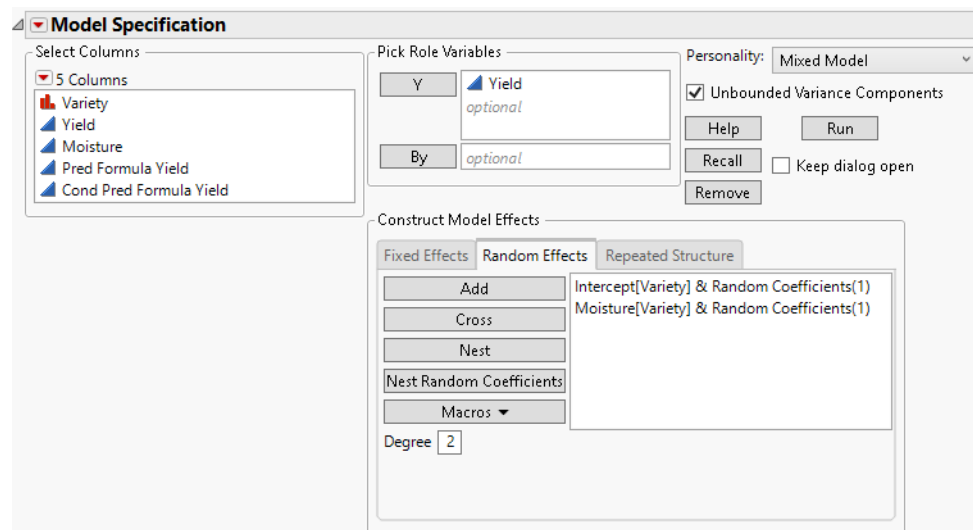 Model Specification
Select Columns
5 Columns
Variety
Yield
Moisture
Pred Formula Yield
Cond Pred Formula Yield
Pick Role Variables
Y
Yield
optional
By
optional
Personality:
Mixed Model
Unbounded Variance Components
Help
Run
Recall
Keep dialog open
Remove
Construct Model Effects
Fixed Effects
Random Effects
Repeated Structure
Add
Cross
Nest
Nest Random Coefficients
Macros
Degree 2
Intercept[Variety] & Random Coefficients(1)
Moisture[Variety] & Random Coefficients(1)